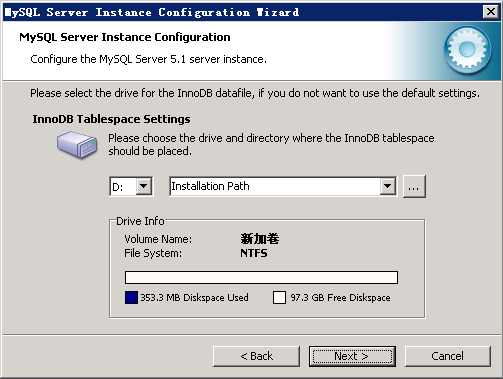 MySQL Server Instance Configuration Wizard
MySQL Server Instance Configuration
Configure the MySQL Server 5.1 server instance.
Please select the drive for the InnoDB datafile, if you do not want to use the default settings.
InnoDB Tablespace Settings
Please choose the drive and directory where the InnoDB tablespace
should be placed.
D: Installation Path ...
Drive Info
Volume Name: 新加卷
File System: NTFS
353.3 MB Diskspace Used 97.3 GB Free Diskspace
< Back Next > Cancel